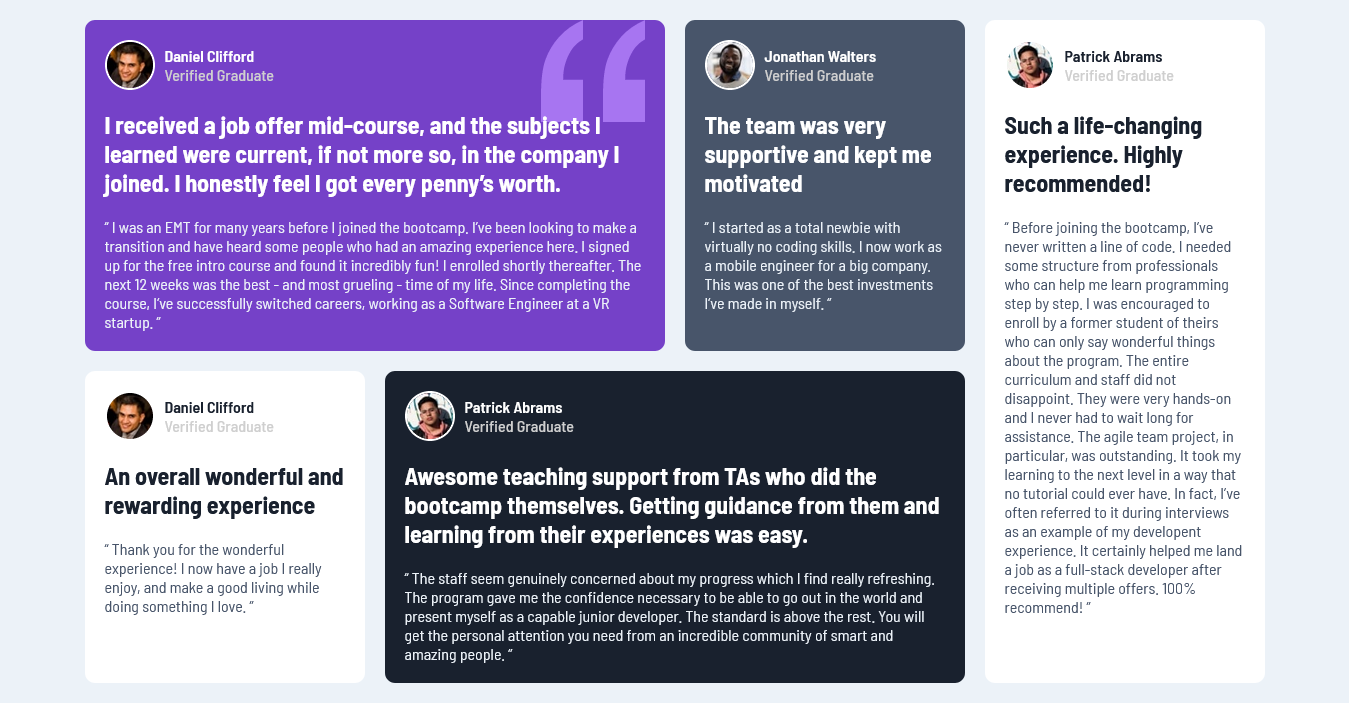 Daniel Clifford
Verified Graduate
I received a job offer mid-course, and the subjects I
learned were current, if not more so, in the company I
joined. I honestly feel I got every penny’s worth.
“ I was an EMT for many years before I joined the bootcamp. I’ve been looking to make a
transition and have heard some people who had an amazing experience here. I signed
up for the free intro course and found it incredibly fun! I enrolled shortly thereafter. The
next 12 weeks was the best - and most grueling - time of my life. Since completing the
course, I’ve successfully switched careers, working as a Software Engineer at a VR
startup. ”
Jonathan Walters
Verified Graduate
The team was very
supportive and kept me
motivated
“ I started as a total newbie with
virtually no coding skills. I now work as
a mobile engineer for a big company.
This was one of the best investments
I’ve made in myself. “
Patrick Abrams
Verified Graduate
Such a life-changing
experience. Highly
recommended!
“ Before joining the bootcamp, I’ve
never written a line of code. I needed
some structure from professionals
who can help me learn programming
step by step. I was encouraged to
enroll by a former student of theirs
who can only say wonderful things
about the program. The entire
curriculum and staff did not
disappoint. They were very hands-on
and I never had to wait long for
assistance. The agile team project, in
particular, was outstanding. It took my
learning to the next level in a way that
no tutorial could ever have. In fact, I’ve
often referred to it during interviews
as an example of my developent
experience. It certainly helped me land
a job as a full-stack developer after
receiving multiple offers. 100%
recommend! “
Daniel Clifford
Verified Graduate
An overall wonderful and
rewarding experience
“ Thank you for the wonderful
experience! I now have a job I really
enjoy, and make a good living while
doing something I love. ”
Patrick Abrams
Verified Graduate
Awesome teaching support from TAs who did the
bootcamp themselves. Getting guidance from them and
learning from their experiences was easy.
“ The staff seem genuinely concerned about my progress which I find really refreshing.
The program gave me the confidence necessary to be able to go out in the world and
present myself as a capable junior developer. The standard is above the rest. You will
get the personal attention you need from an incredible community of smart and
amazing people. “